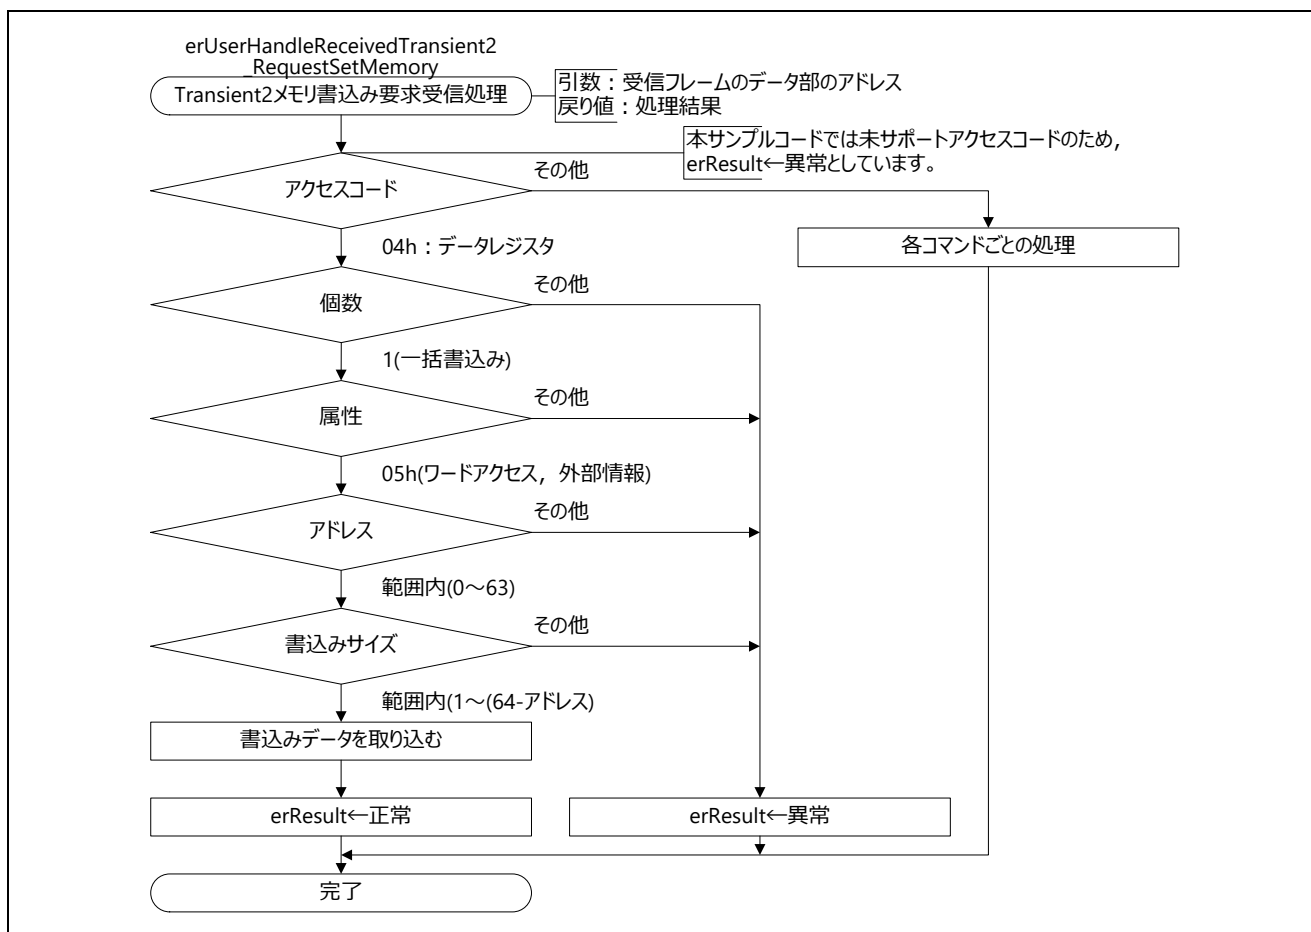 erUserHandleReceivedTransient2
_RequestSetMemory
Transient2メモリ書込み要求受信処理
引数：受信フレームのデータ部のアドレス
戻り値：処理結果
本サンプルコードでは未サポートアクセスコードのため，
erResult←異常としています。
アクセスコード
その他
04h：データレジスタ
各コマンドごとの処理
個数
その他
1(一括書込み)
属性
その他
05h(ワードアクセス，外部情報)
アドレス
その他
範囲内(0～63)
書込みサイズ
その他
範囲内(1～(64-アドレス)
書込みデータを取り込む
erResult←正常
erResult←異常
完了